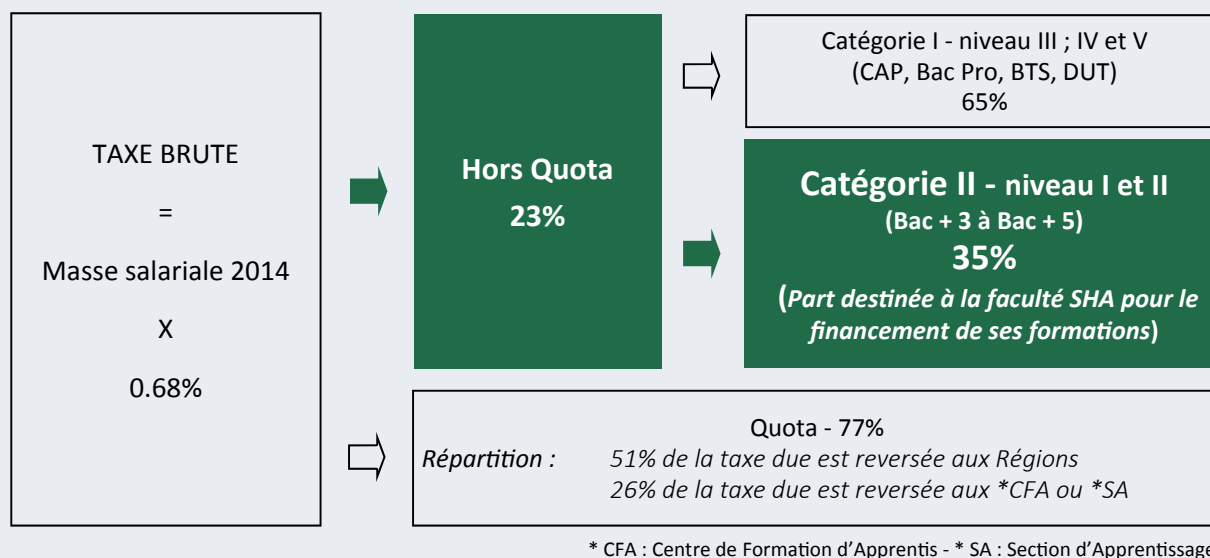 TAXE BRUTE
=
Masse salariale 2014
X
0.68%
Hors Quota
23%
Catégorie I - niveau III ; IV et V
(CAP, Bac Pro, BTS, DUT)
65%
Catégorie II - niveau I et II
(Bac + 3 à Bac + 5)
35%
(Part destinée à la faculté SHA pour le
financement de ses formations)
Quota - 77%
Répartition : 51% de la taxe due est reversée aux Régions
26% de la taxe due est reversée aux *CFA ou *SA
* CFA : Centre de Formation d'Apprentis - * SA : Section d'Apprentissage